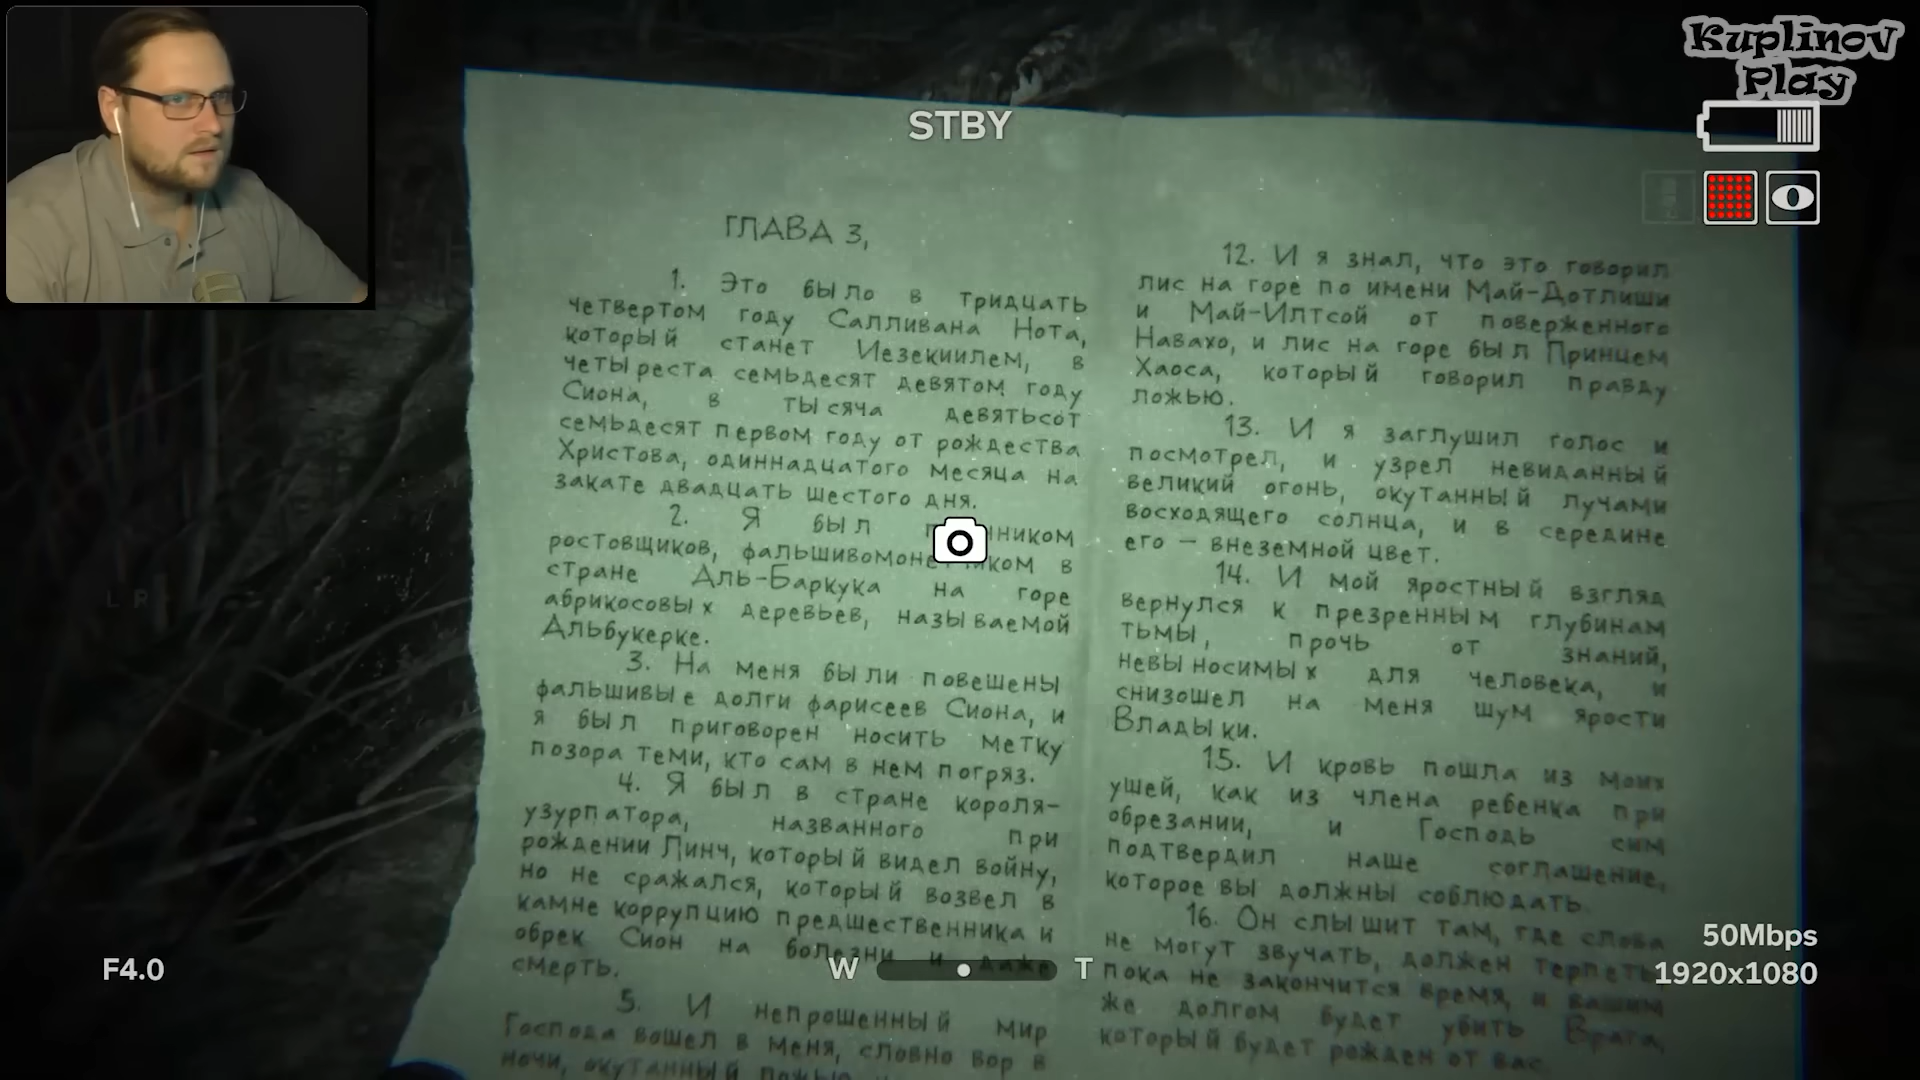 Kuplinov
Play
STBY
ГЛАВА 3,
1. Это было в тридцать
четвертом году Салливана Нота,
который станет Иезекиилем, в
четыреста семьдесят девятом году
Сиона, в тысяча девятьсот
семьдесят первом году от рождества
Христова, одиннадцатого месяца на
закате двадцать шестого дня.
2. Я был
ростовщиков, в
стране Аль-Баркука на горе
абрикосовых деревьев, называемой
Альбукерке.
3. На меня были повешены
фальшивые долги фарисеев Сиона, и
я был приговорен носить метку
позора теми, кто сам в нем погряз.
4. Я был в стране короля-
узурпатора, названного при
рождении Линч, который видел войну,
но не сражался, который возвел в
камне коррупцию предшественника и
обрек Сион на болезни и даже
смерть.
5. И непрошенный мир
Господа вошел в меня, словно вор в
ночи, окутанный ложью
12. И я знал, что это говорил
лис на горе по имени Май-Дотлиши
и Май-Илтсой от поверженного
Навахо, и лис на горе был Принцем
Хаоса, который говорил правду
ложью.
13. И я заглушил голос и
посмотрел, и узрел невиданный
великий огонь, окутанный лучами
восходящего солнца, и в середине
его – внеземной цвет.
14. И мой яростный взгляд
вернулся к презренным глубинам
тьмы, прочь от знаний,
невыносимых для человека, и
снизошел на меня шум ярости
Владыки.
15. И кровь пошла из моих
ушей, как из члена ребенка при
обрезании, и Господь сим
подтвердил наше соглашение,
которое вы должны соблюдать.
16. Он слышит там, где слова
не могут звучать, должен терпеть,
пока не закончится время, и вашим
же долгом будет убить Врага,
который будет рожден от вас.
F4.0
W
T
50Mbps
1920x1080